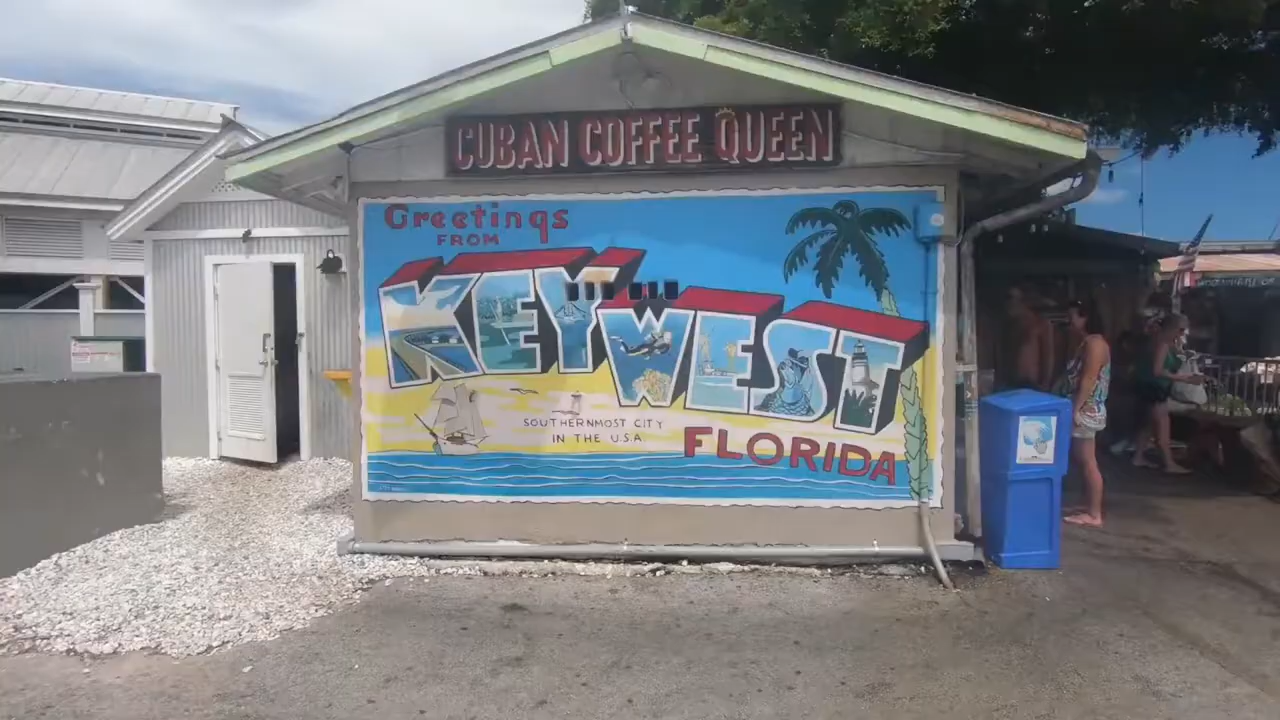 CUBAN COFFEE QUEEN
Greetings
FROM
KEY WEST
SOUTHERNMOST CITY
IN THE U.S.A.
FLORIDA